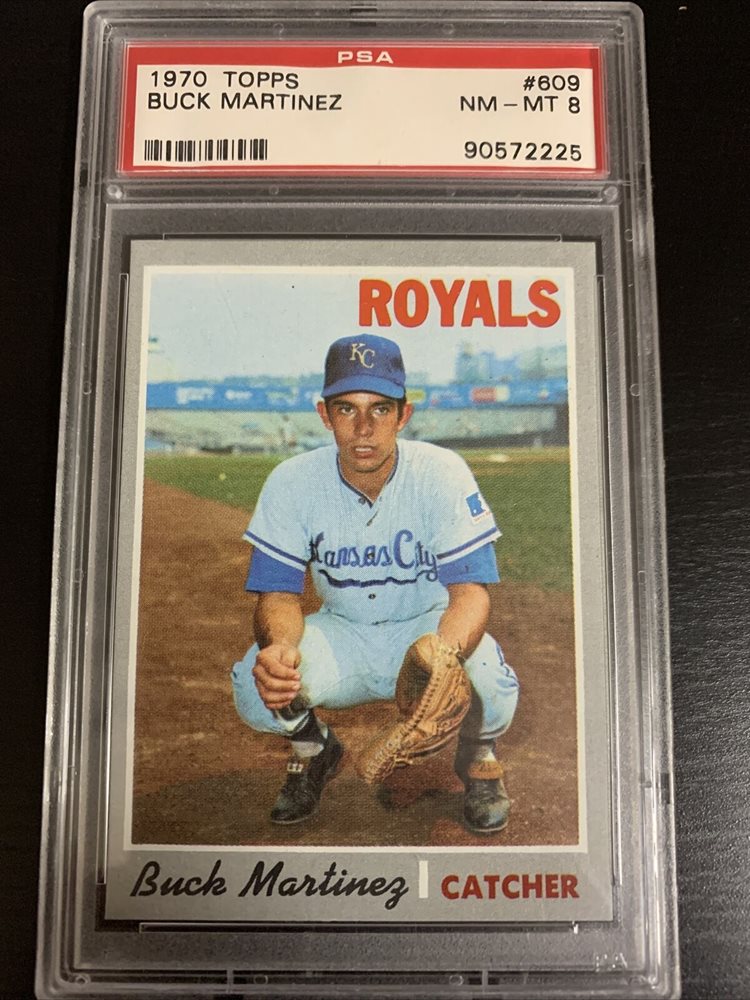 PSA
1970 TOPPS #609
BUCK MARTINEZ NM - MT 8
90572225
ROYALS
KC
Kansas City
Buck Martinez CATCHER